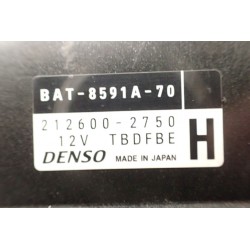 BAT-8591A-70
212600-2750
12V TBDFBE
H
DENSO MADE IN JAPAN